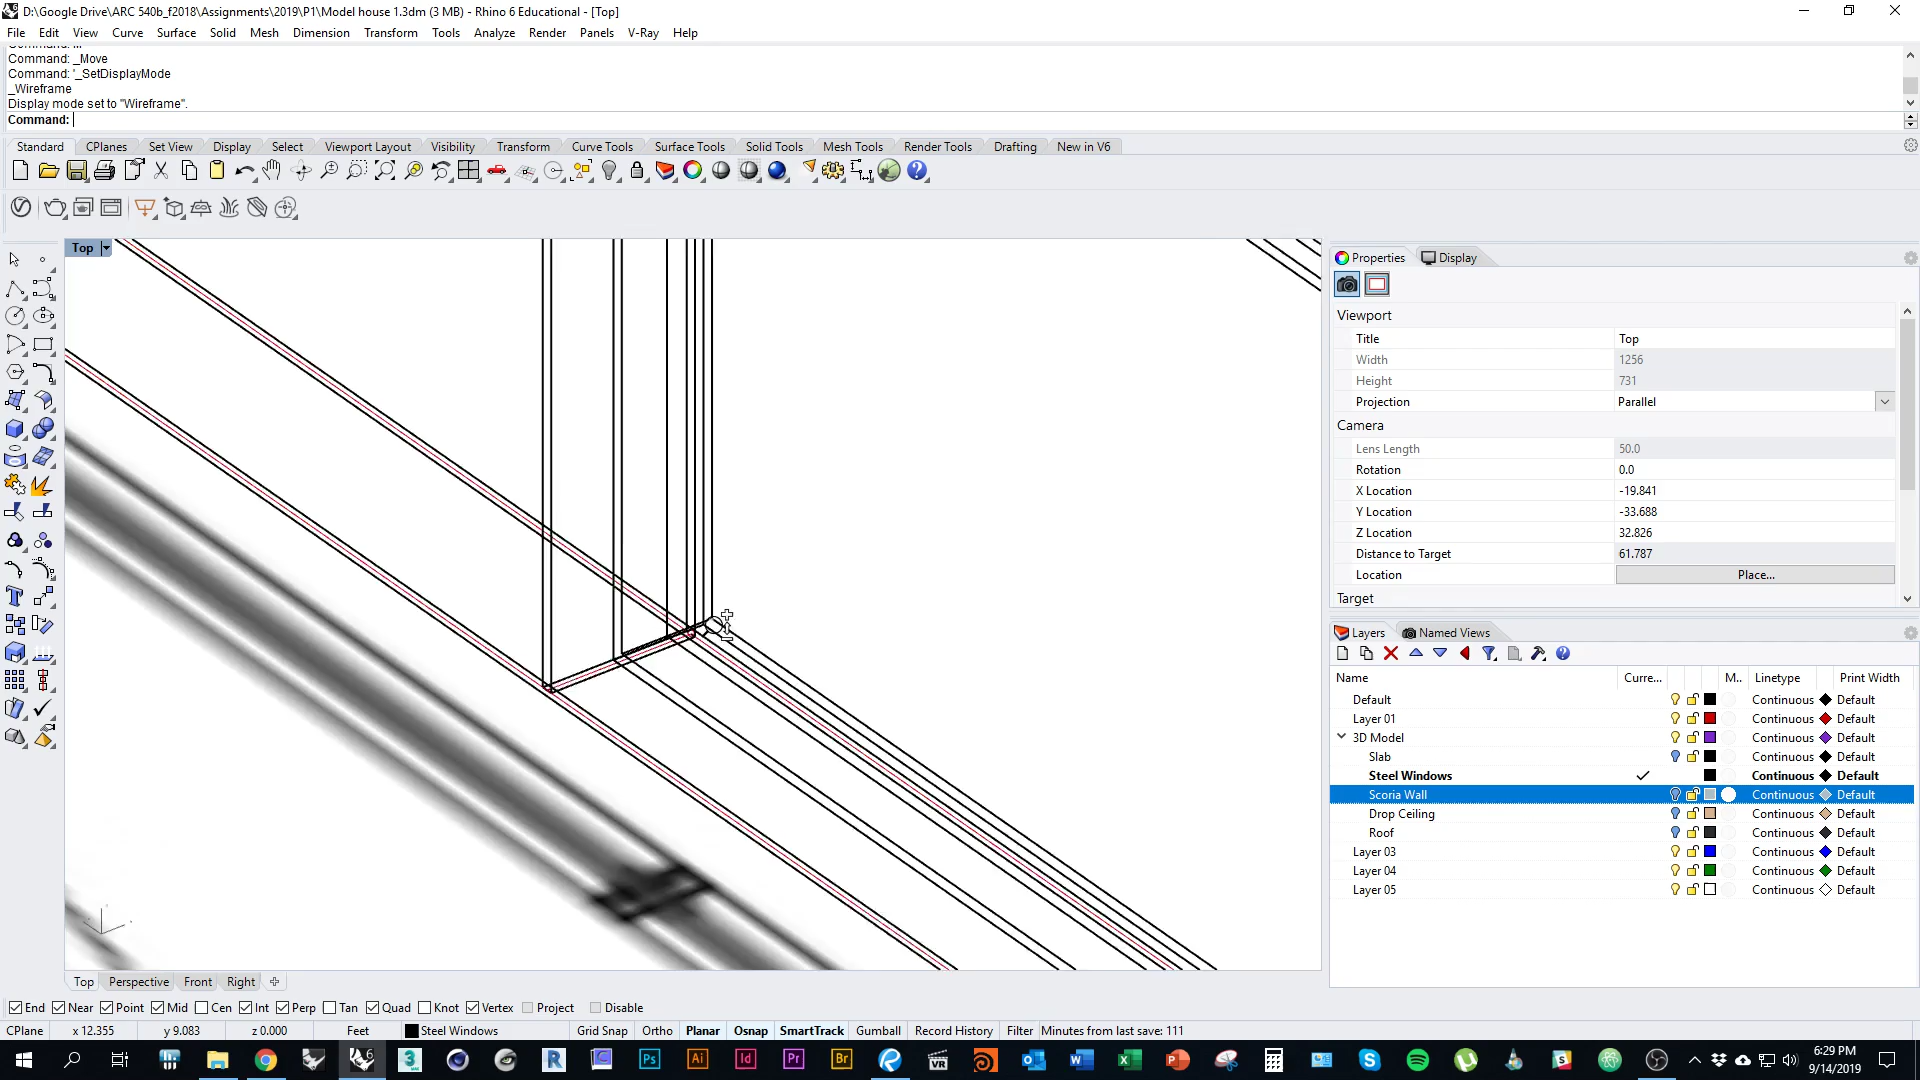 D:\Google Drive\ARC 540b_f2018\Assignments\2019\P1\Model house 1.3dm (3 MB) - Rhino 6 Educational - [Top]
File Edit View Curve Surface Solid Mesh Dimension Transform Tools Analyze Render Panels V-Ray Help
Command: _Move
Command: '_SetDisplayMode
_Wireframe
Display mode set to "Wireframe".
Command:
Standard CPlanes Set View Display Select Viewport Layout Visibility Transform Curve Tools Surface Tools Solid Tools Mesh Tools Render Tools Drafting New in V6
Top
Properties Display
Viewport
Title Top
Width 1256
Height 731
Projection Parallel
Camera
Lens Length 50.0
Rotation 0.0
X Location -19.841
Y Location -33.688
Z Location 32.826
Distance to Target 61.787
Location Place...
Target
Layers Named Views
Name Curre... M.. Linetype Print Width
Default Continuous Default
Layer 01 Continuous Default
3D Model Continuous Default
Slab Continuous Default
Steel Windows Continuous Default
Scoria Wall Continuous Default
Drop Ceiling Continuous Default
Roof Continuous Default
Layer 03 Continuous Default
Layer 04 Continuous Default
Layer 05 Continuous Default
Top Perspective Front Right
End Near Point Mid Cen Int Perp Tan Quad Knot Vertex Project Disable
CPlane x 12.355 y 9.083 z 0.000 Feet Steel Windows Grid Snap Ortho Planar Osnap SmartTrack Gumball Record History Filter Minutes from last save: 111
6:29 PM
9/14/2019